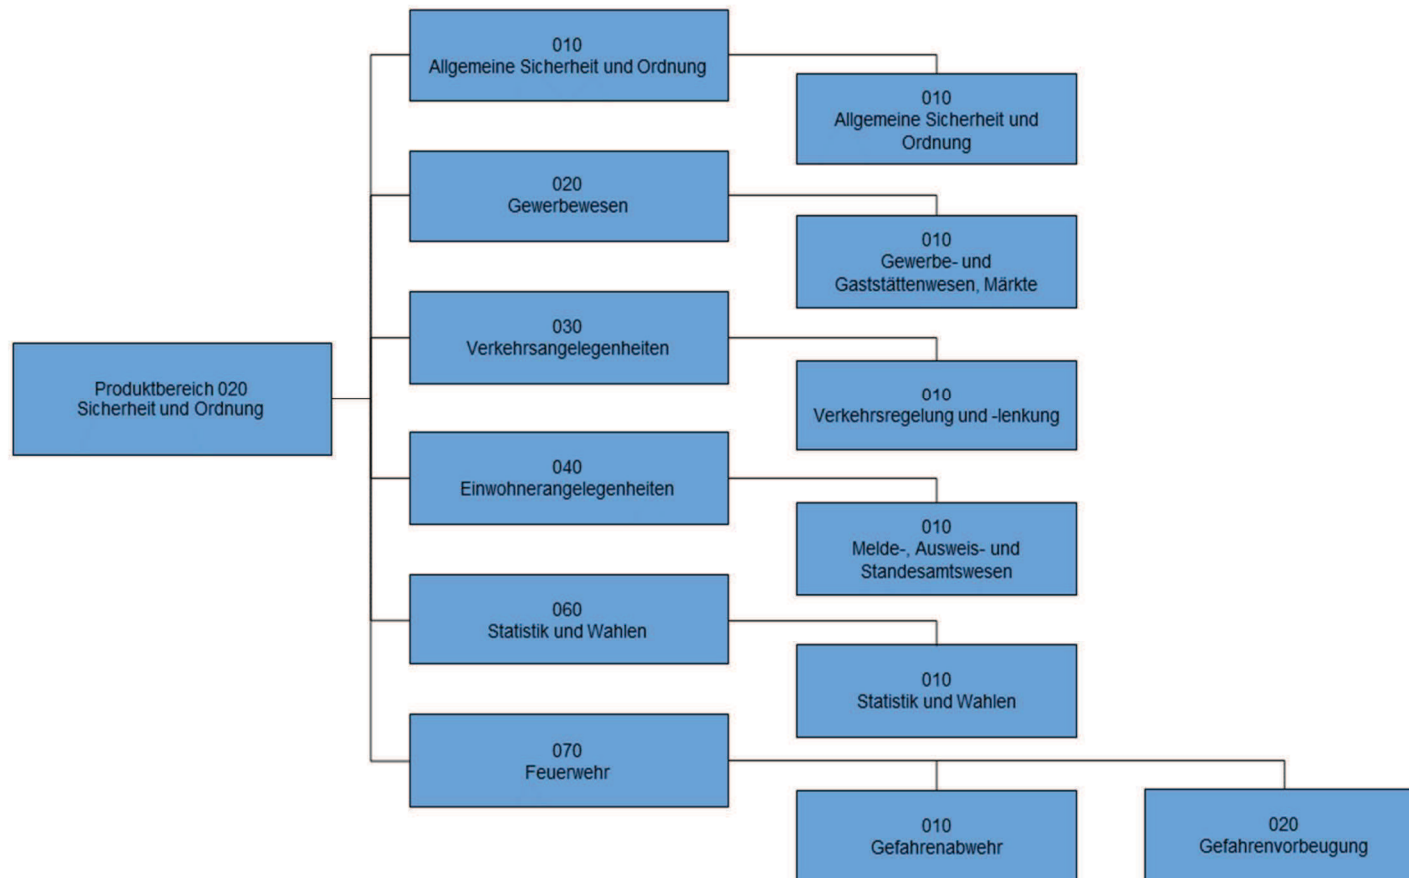 Produktbereich 020
Sicherheit und Ordnung
010
Allgemeine Sicherheit und Ordnung
010
Allgemeine Sicherheit und
Ordnung
020
Gewerbewesen
010
Gewerbe- und
Gaststättenwesen, Märkte
030
Verkehrsangelegenheiten
010
Verkehrsregelung und -lenkung
040
Einwohnerangelegenheiten
010
Melde-, Ausweis- und
Standesamtswesen
060
Statistik und Wahlen
010
Statistik und Wahlen
070
Feuerwehr
010
Gefahrenabwehr
020
Gefahrenvorbeugung